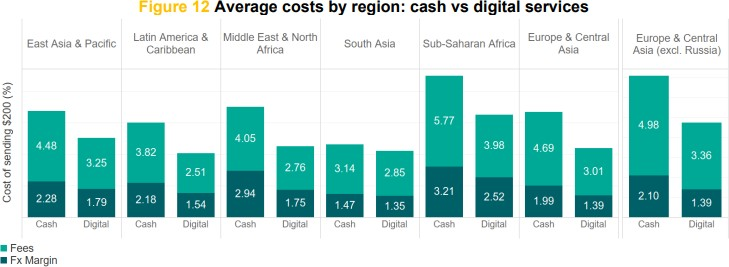 Figure 12 Average costs by region: cash vs digital services
East Asia & Pacific
Latin America &
Caribbean
Middle East & North
Africa
South Asia
Sub-Saharan Africa
Europe & Central
Asia
Europe & Central
Asia (excl. Russia)
Cost of sending $200 (%)
4.48
2.28
3.25
1.79
3.82
2.18
2.51
1.54
4.05
2.94
2.76
1.75
3.14
1.47
2.85
1.35
5.77
3.21
3.98
2.52
4.69
1.99
3.01
1.39
4.98
2.10
3.36
1.39
Cash
Digital
Cash
Digital
Cash
Digital
Cash
Digital
Cash
Digital
Cash
Digital
Cash
Digital
Fees
Fx Margin